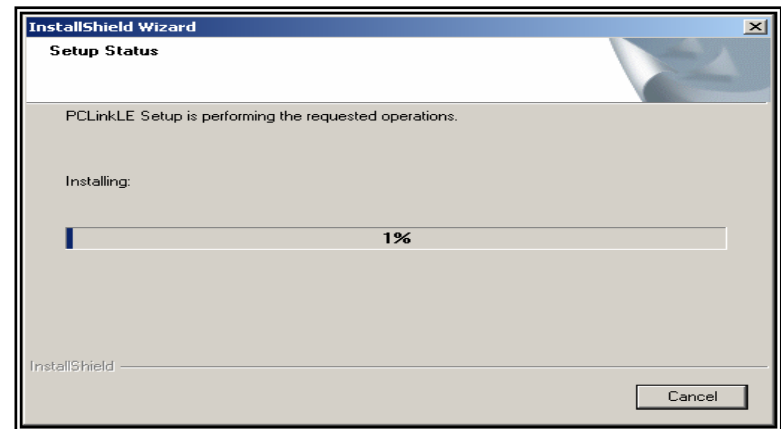 InstallShield Wizard
Setup Status
PCLinkLE Setup is performing the requested operations.
Installing:
1%
InstallShield
Cancel